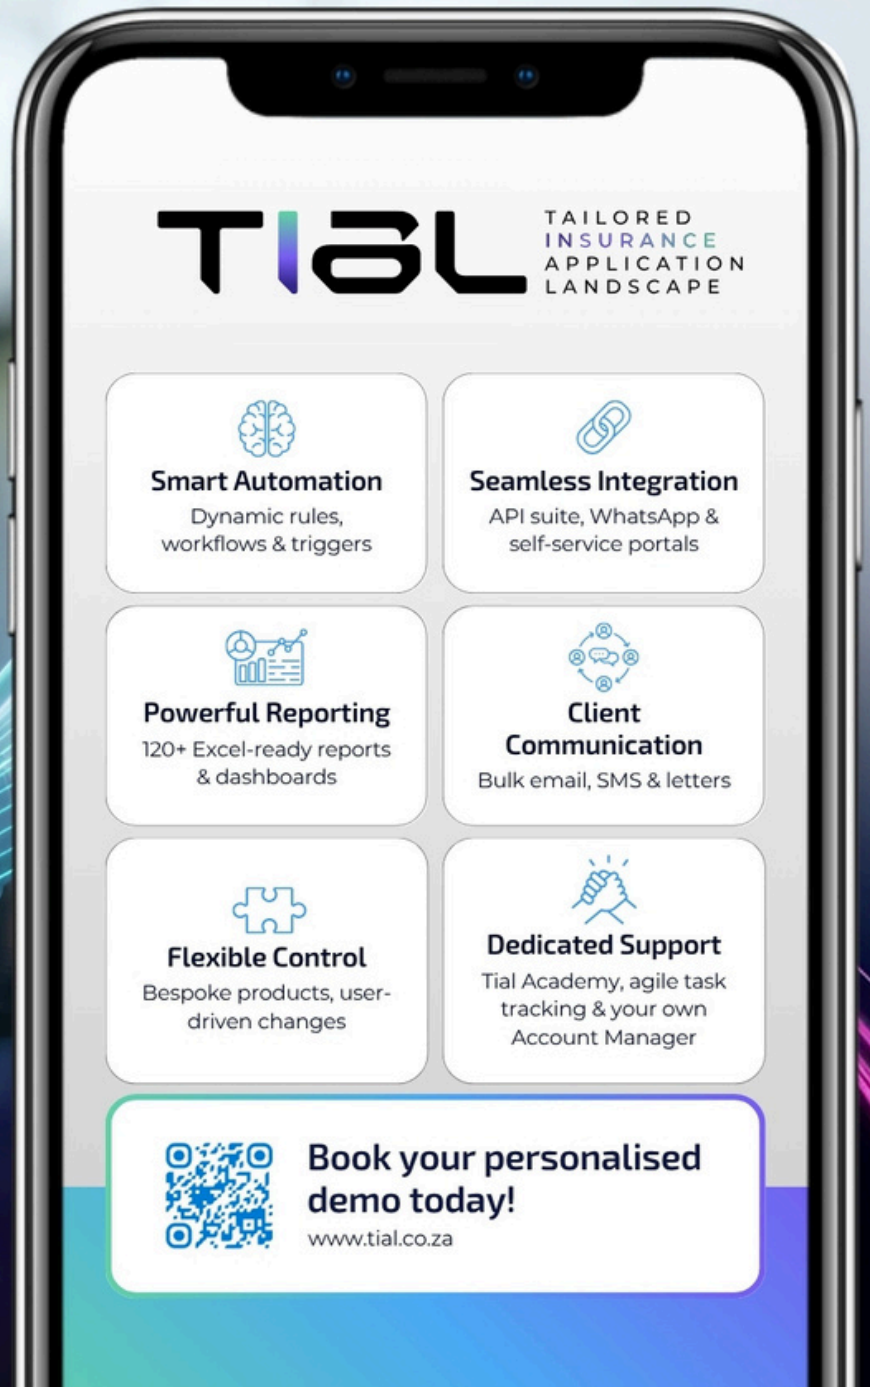 TIAL
TAILORED
INSURANCE
APPLICATION
LANDSCAPE
Smart Automation
Dynamic rules,
workflows & triggers
Seamless Integration
API suite, WhatsApp &
self-service portals
Powerful Reporting
120+ Excel-ready reports
& dashboards
Client
Communication
Bulk email, SMS & letters
Flexible Control
Bespoke products, user-
driven changes
Dedicated Support
Tial Academy, agile task
tracking & your own
Account Manager
Book your personalised
demo today!
www.tial.co.za